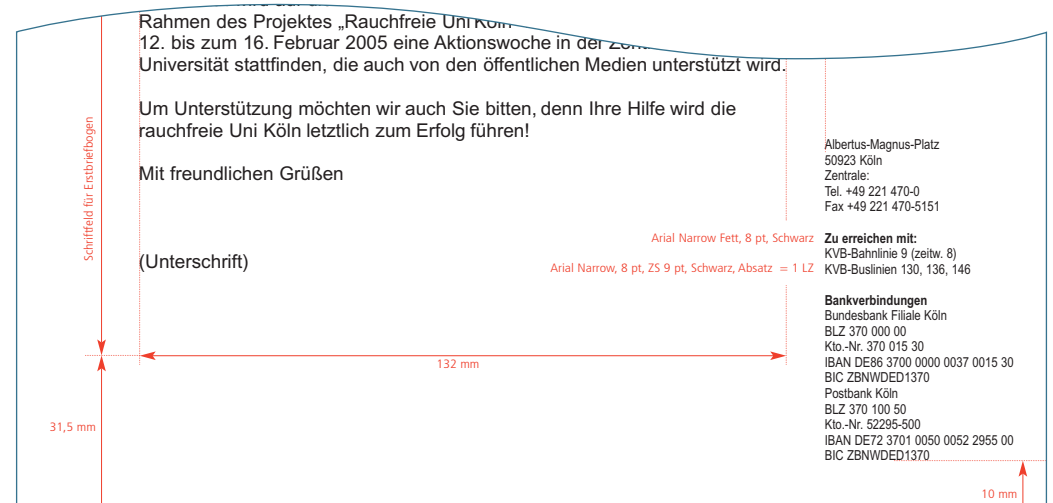 Rahmen des Projektes „Rauchfreie Uni Köln
12. bis zum 16. Februar 2005 eine Aktionswoche in der
Universität stattfinden, die auch von den öffentlichen Medien unterstützt wird.
Um Unterstützung möchten wir auch Sie bitten, denn Ihre Hilfe wird die
rauchfreie Uni Köln letztlich zum Erfolg führen!
Mit freundlichen Grüßen
(Unterschrift)
Schriftfeld für Erstbriefbogen
Arial Narrow Fett, 8 pt, Schwarz
Arial Narrow, 8 pt, ZS 9 pt, Schwarz, Absatz = 1 LZ
132 mm
31,5 mm
Albertus-Magnus-Platz
50923 Köln
Zentrale:
Tel. +49 221 470-0
Fax +49 221 470-5151
Zu erreichen mit:
KVB-Bahnlinie 9 (zeitw. 8)
KVB-Buslinien 130, 136, 146
Bankverbindungen
Bundesbank Filiale Köln
BLZ 370 000 00
Kto.-Nr. 370 015 30
IBAN DE86 3700 0000 0037 0015 30
BIC ZBNWDED1370
Postbank Köln
BLZ 370 100 50
Kto.-Nr. 52295-500
IBAN DE72 3701 0050 0052 2955 00
BIC ZBNWDED1370
10 mm